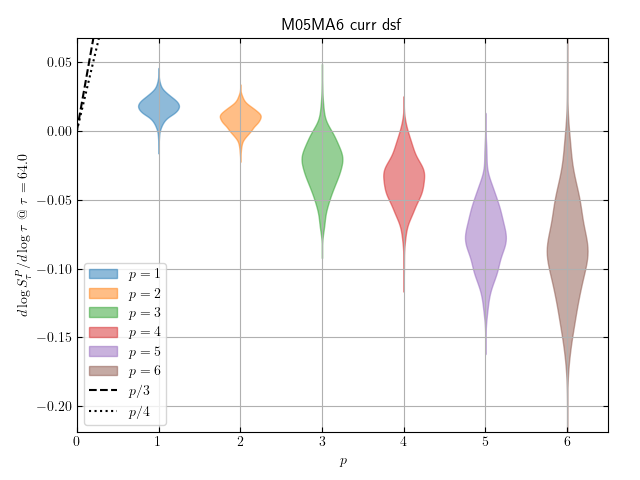 M05MA6 curr dsf
d log S_τ^P / d log τ @ τ = 64.0
0.05
0.00
−0.05
−0.10
−0.15
−0.20
p = 1
p = 2
p = 3
p = 4
p = 5
p = 6
p/3
p/4
0 1 2 3 4 5 6
p